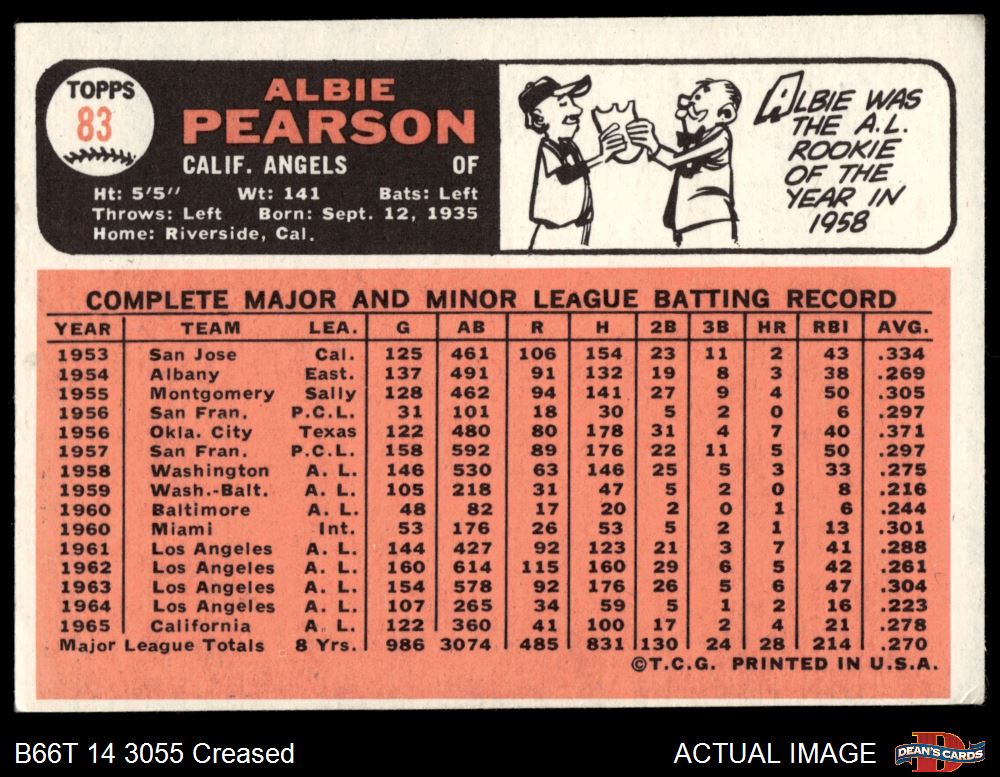 TOPPS
83
ALBIE
PEARSON
CALIF. ANGELS OF
Ht: 5'5" Wt: 141 Bats: Left
Throws: Left Born: Sept. 12, 1935
Home: Riverside, Cal.
ALBIE WAS
THE A.L.
ROOKIE
OF THE
YEAR IN
1958
COMPLETE MAJOR AND MINOR LEAGUE BATTING RECORD
YEAR TEAM LEA. G AB R H 2B 3B HR RBI AVG.
1953 San Jose Cal. 125 461 106 154 23 11 2 43 .334
1954 Albany East. 137 491 91 132 19 8 3 38 .269
1955 Montgomery Sally 128 462 94 141 27 9 4 50 .305
1956 San Fran. P.C.L. 31 101 18 30 5 2 0 6 .297
1956 Okla. City Texas 122 480 80 178 31 4 7 40 .371
1957 San Fran. P.C.L. 158 592 89 176 22 11 5 50 .297
1958 Washington A. L. 146 530 63 146 25 5 3 33 .275
1959 Wash.-Balt. A. L. 105 218 31 47 5 2 0 8 .216
1960 Baltimore A. L. 48 82 17 20 2 0 1 6 .244
1960 Miami Int. 53 176 26 53 5 2 1 13 .301
1961 Los Angeles A. L. 144 427 92 123 21 3 7 41 .288
1962 Los Angeles A. L. 160 614 115 160 29 6 5 42 .261
1963 Los Angeles A. L. 154 578 92 176 26 5 6 47 .304
1964 Los Angeles A. L. 107 265 34 59 5 1 2 16 .223
1965 California A. L. 122 360 41 100 17 2 4 21 .278
Major League Totals 8 Yrs. 986 3074 485 831 130 24 28 214 .270
©T.C.G. PRINTED IN U.S.A.
B66T 14 3055 Creased
ACTUAL IMAGE
DEAN'S CARDS